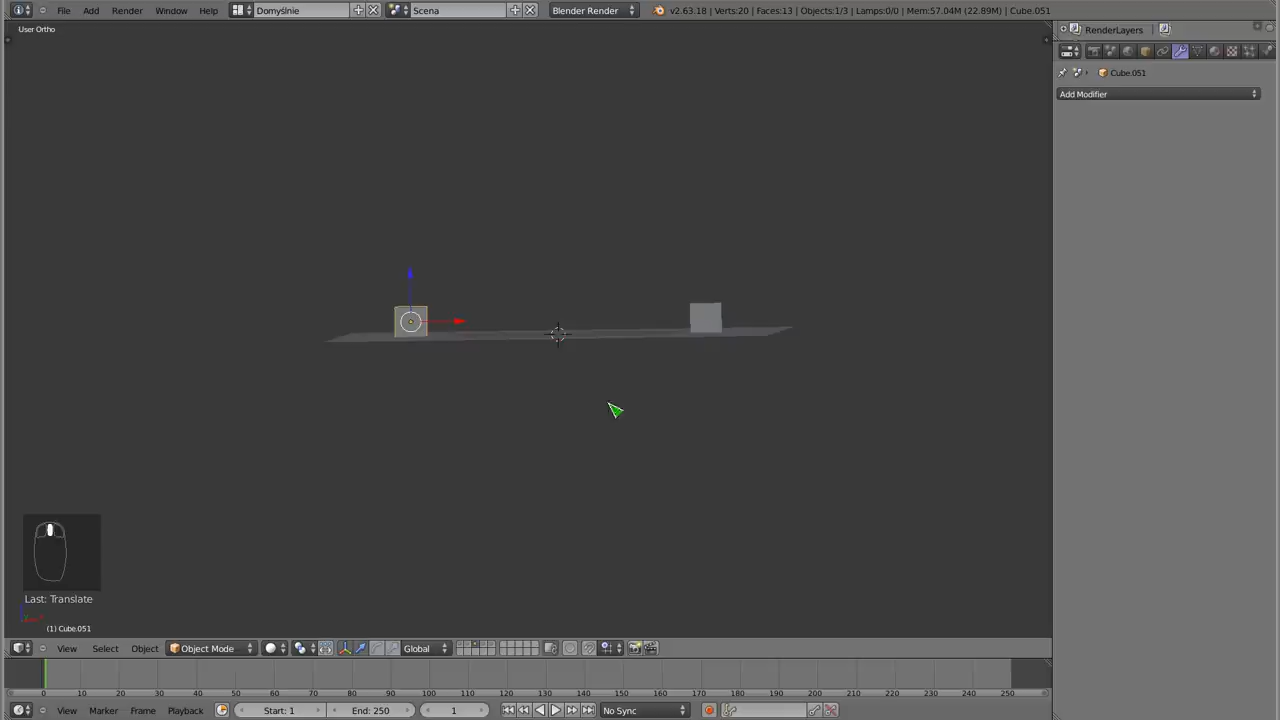 File Add Render Window Help Domyślnie Scena Blender Render v2.63.18 | Verts:20 | Faces:13 | Objects:1/3 | Lamps:0/0 | Mem:57.04M (22.89M) | Cube.051
User Ortho
RenderLayers
Cube.051
Add Modifier
Last: Translate
(1) Cube.051
View Select Object Object Mode Global
0 10 20 30 40 50 60 70 80 90 100 110 120 130 140 150 160 170 180 190 200 210 220 230 240 250
View Marker Frame Playback Start: 1 End: 250 1 No Sync